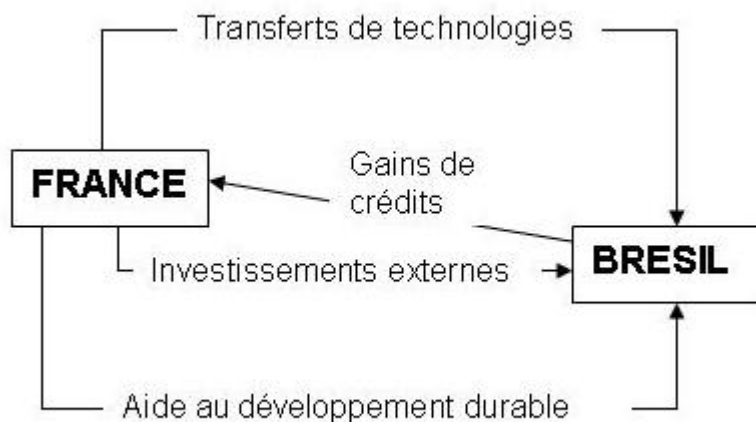 Transferts de technologies
FRANCE
Gains de
crédits
BRESIL
Investissements externes
Aide au développement durable